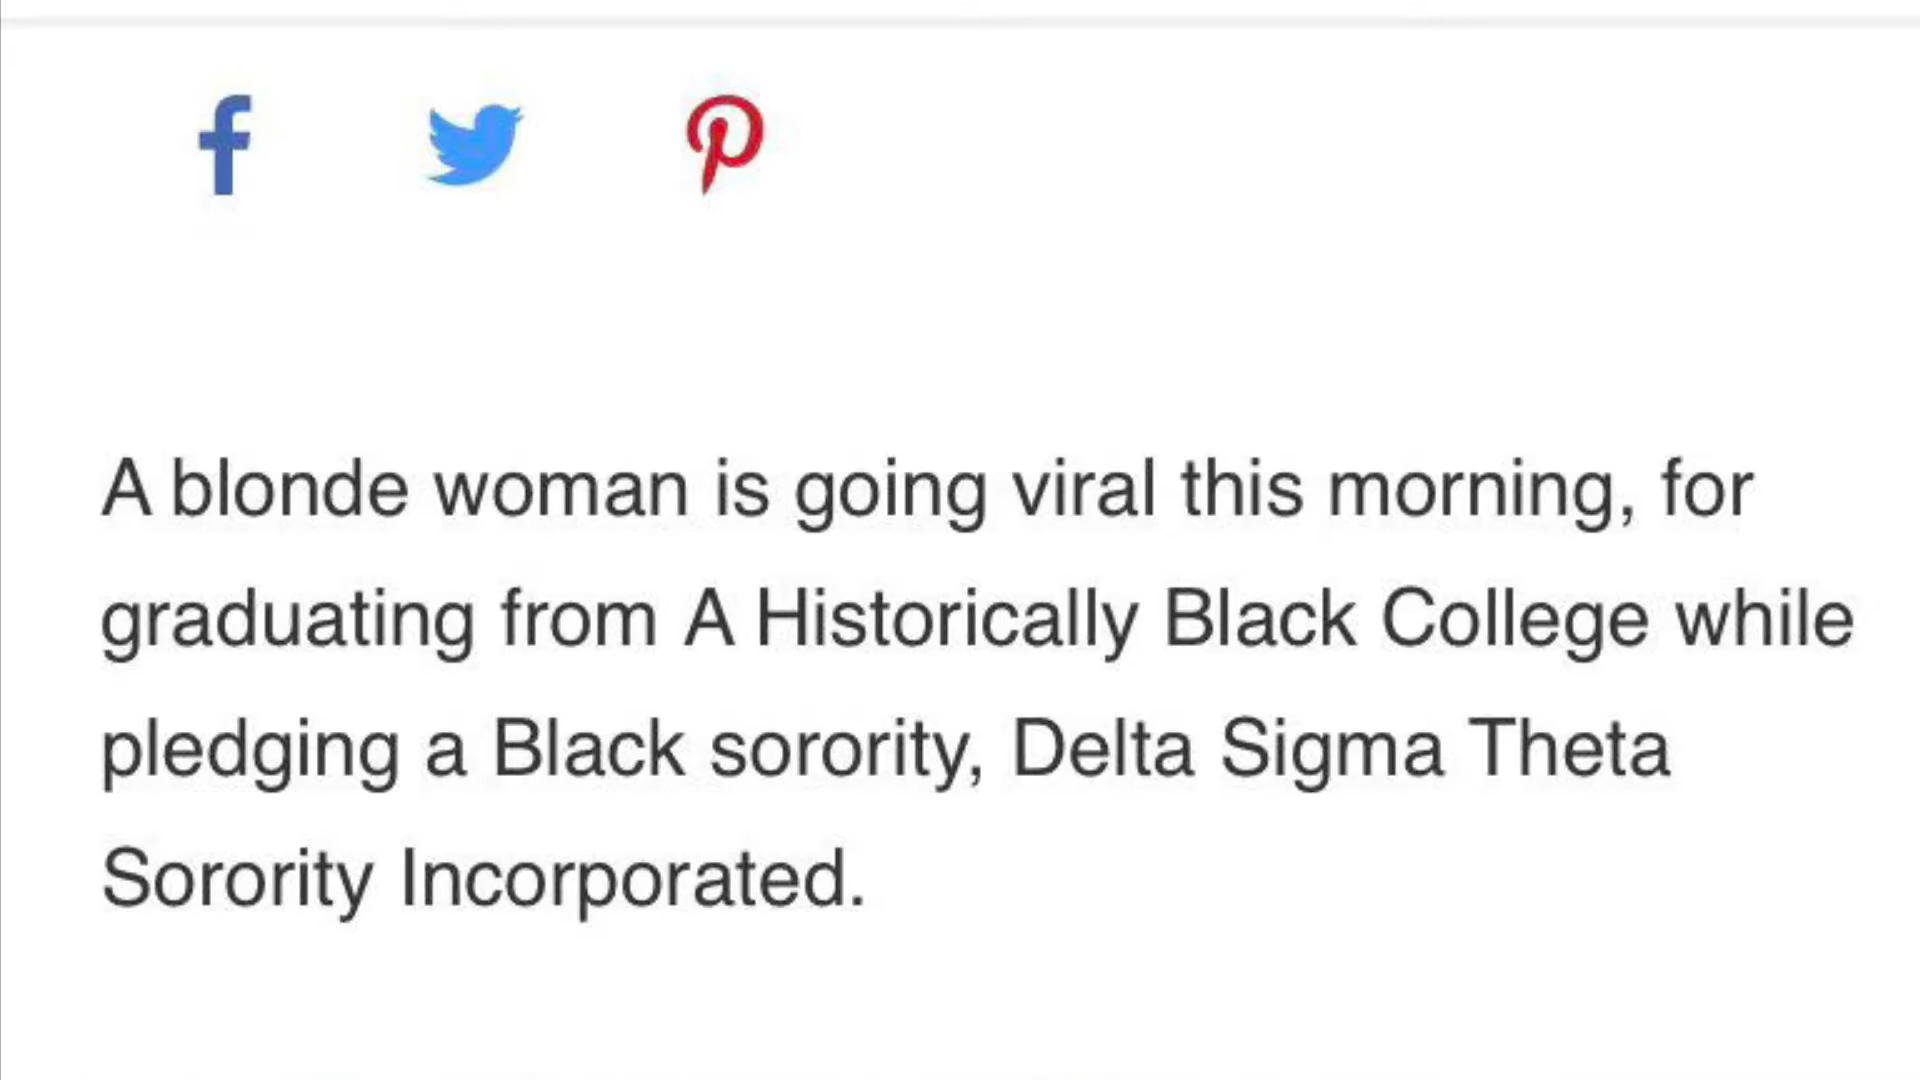 A blonde woman is going viral this morning, for
graduating from A Historically Black College while
pledging a Black sorority, Delta Sigma Theta
Sorority Incorporated.